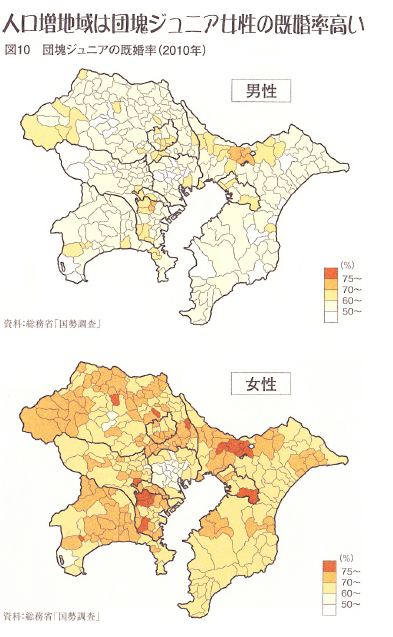 人口増地域は団塊ジュニア女性の既婚率高い
図10 団塊ジュニアの既婚率(2010年)
男性
(%)
75〜
70〜
60〜
50〜
資料:総務省「国勢調査」
女性
(%)
75〜
70〜
60〜
50〜
資料:総務省「国勢調査」